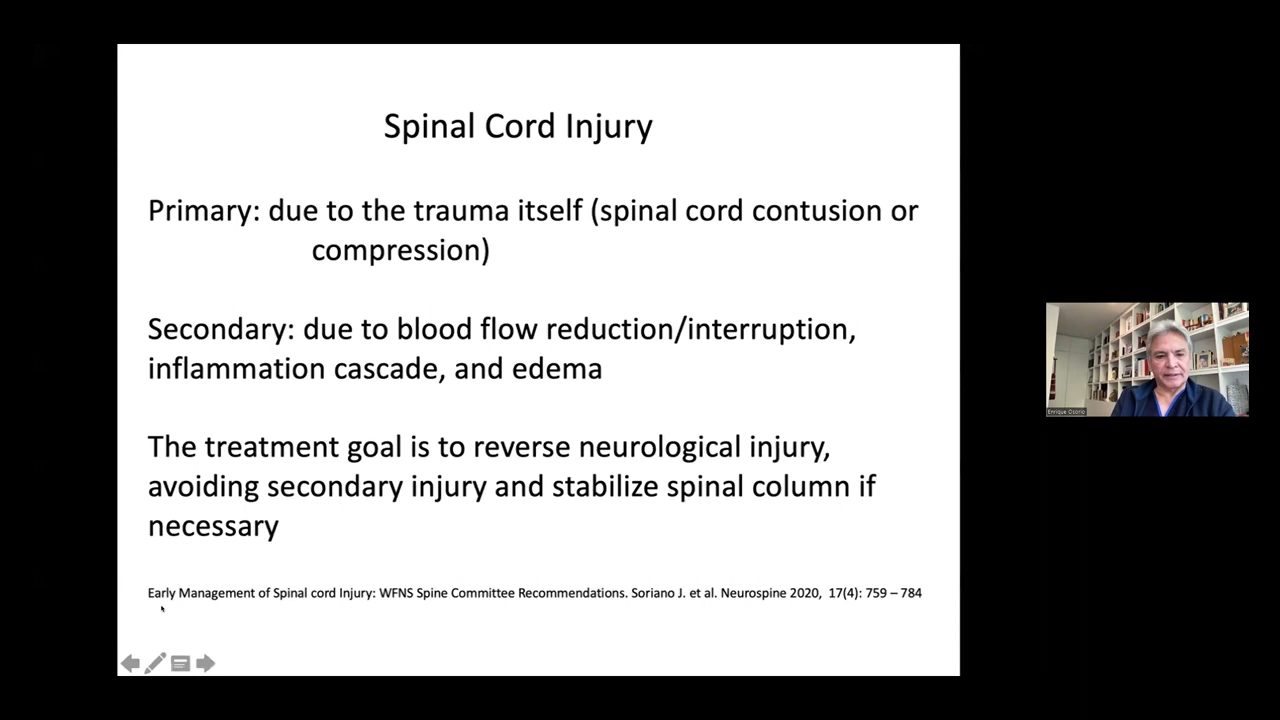 Spinal Cord Injury
Primary: due to the trauma itself (spinal cord contusion or
compression)
Secondary: due to blood flow reduction/interruption,
inflammation cascade, and edema
The treatment goal is to reverse neurological injury,
avoiding secondary injury and stabilize spinal column if
necessary
Early Management of Spinal cord Injury: WFNS Spine Committee Recommendations. Soriano J. et al. Neurospine 2020, 17(4): 759 – 784
Enrique Osorio